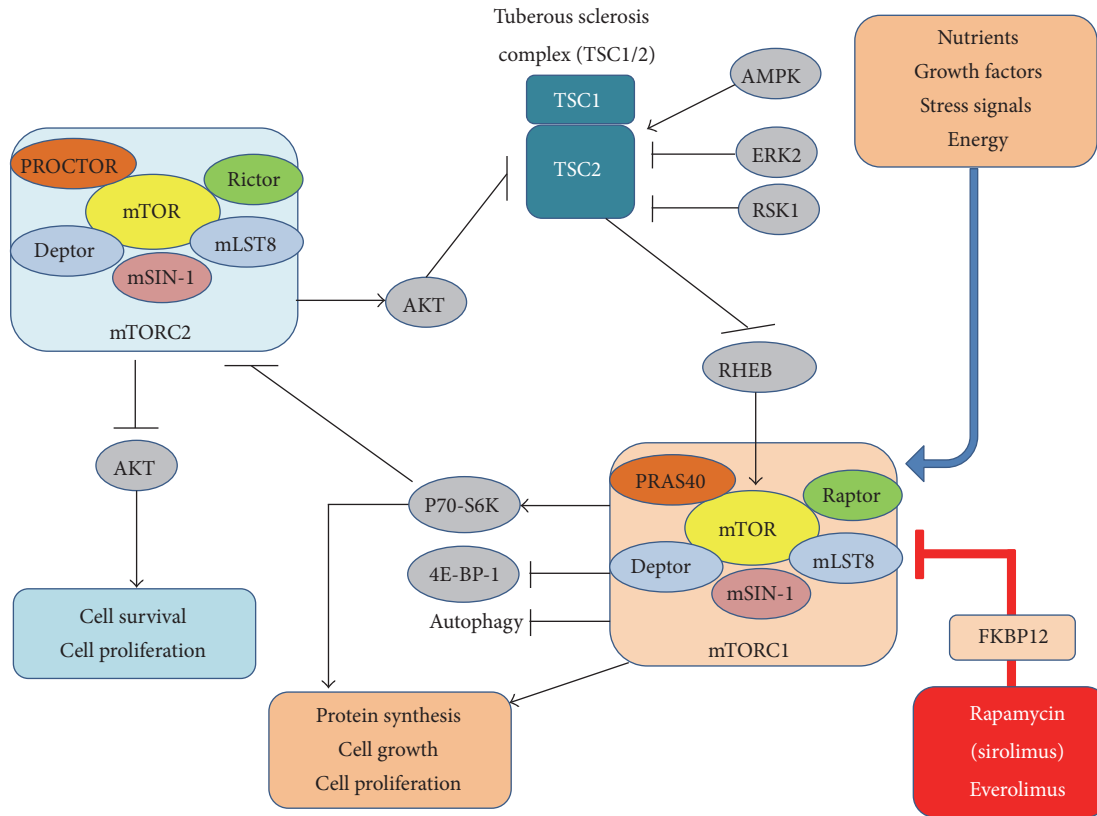 Tuberous sclerosis
complex (TSC1/2)
TSC1
TSC2
AMPK
ERK2
RSK1
Nutrients
Growth factors
Stress signals
Energy
PROCTOR
Rictor
mTOR
Deptor
mLST8
mSIN-1
mTORC2
AKT
RHEB
AKT
P70-S6K
4E-BP-1
Autophagy
PRAS40
Raptor
mTOR
Deptor
mLST8
mSIN-1
mTORC1
Cell survival
Cell proliferation
Protein synthesis
Cell growth
Cell proliferation
FKBP12
Rapamycin
(sirolimus)
Everolimus